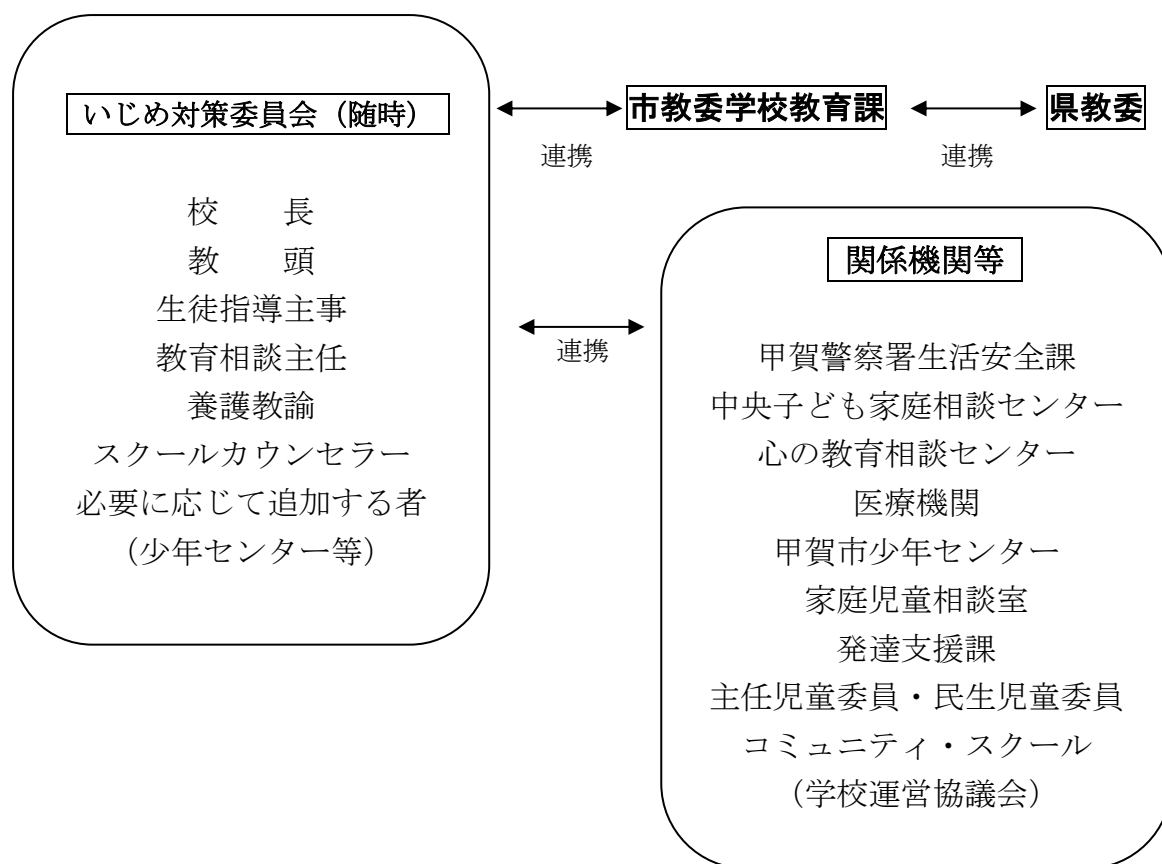 いじめ対策委員会（随時）
校　　長
教　　頭
生徒指導主事
教育相談主任
養護教諭
スクールカウンセラー
必要に応じて追加する者
（少年センター等）
連携
市教委学校教育課
連携
県教委
連携
関係機関等
甲賀警察署生活安全課
中央子ども家庭相談センター
心の教育相談センター
医療機関
甲賀市少年センター
家庭児童相談室
発達支援課
主任児童委員・民生児童委員
コミュニティ・スクール
（学校運営協議会）